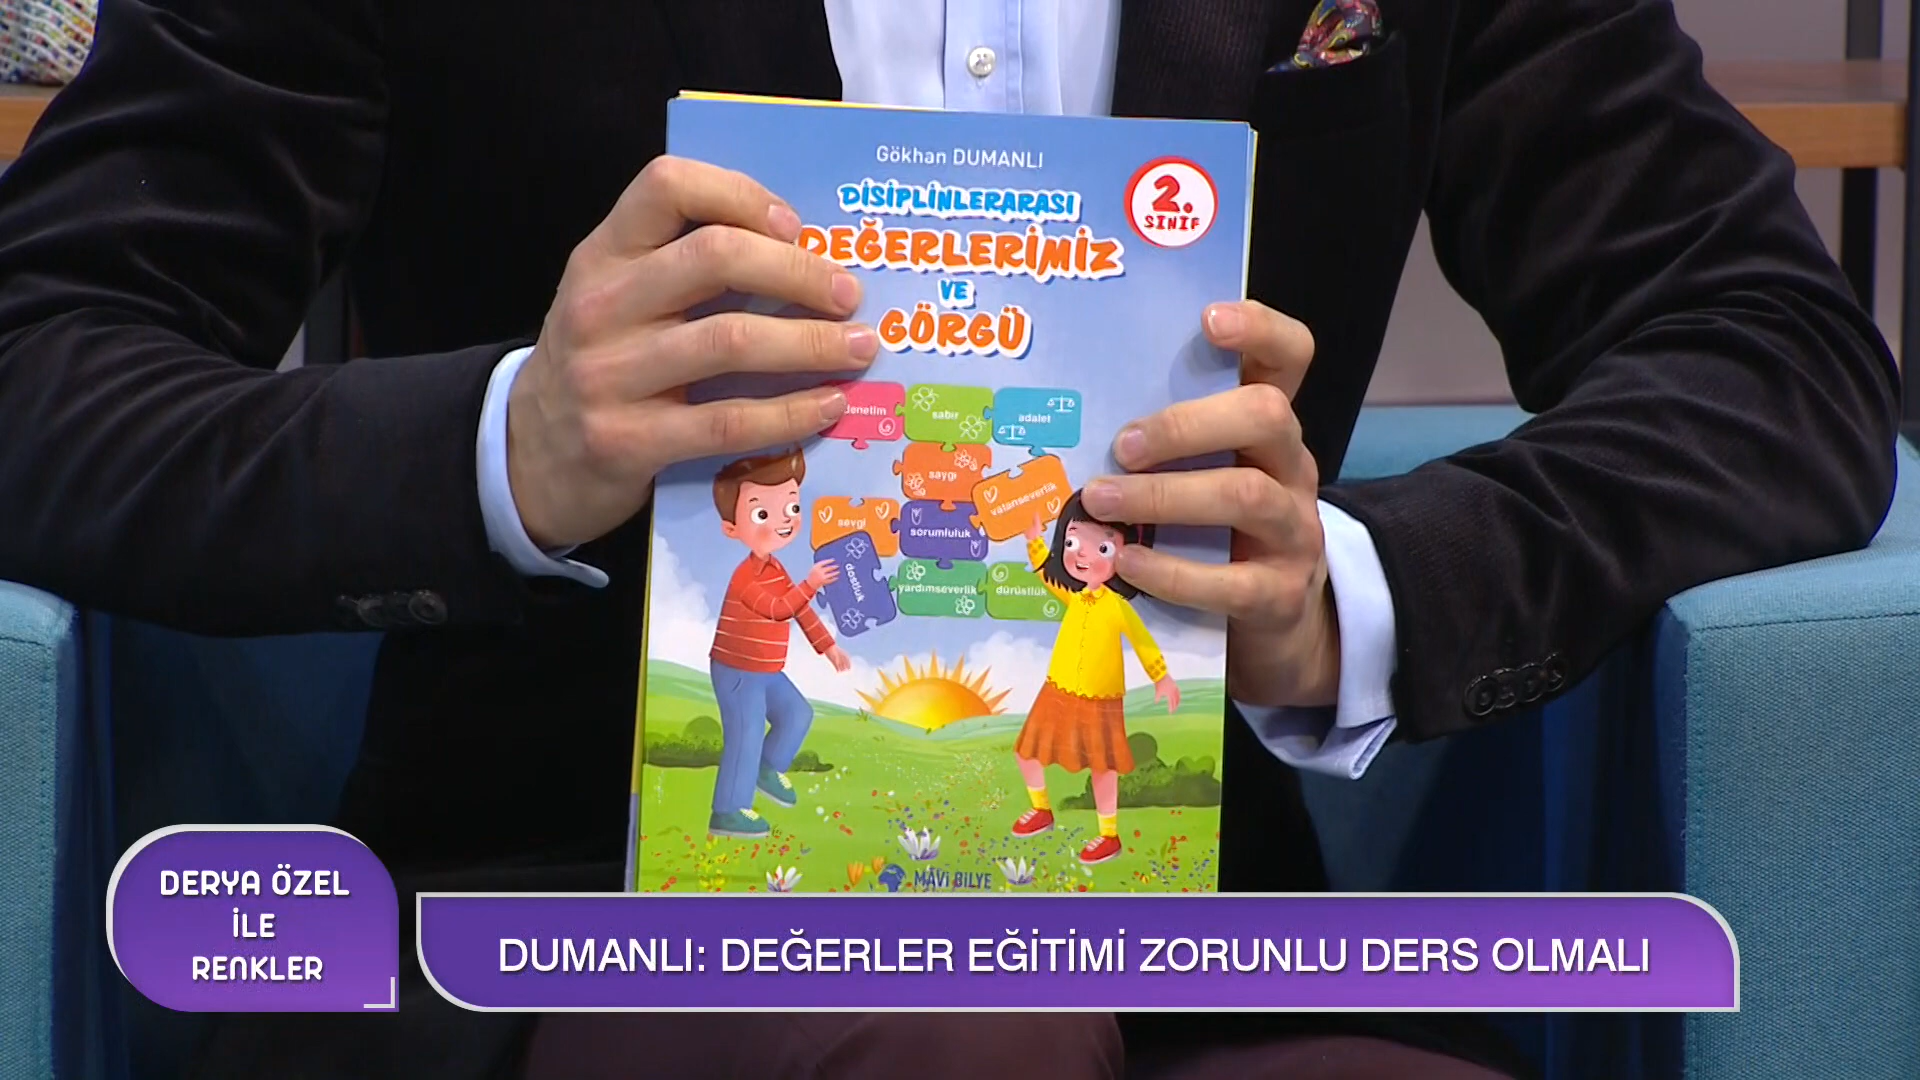 Gökhan DUMANLI
DİSİPLİNLERARASI
DEĞERLERİMİZ
VE
GÖRGÜ
2.
SINIF
denetim
sabır
adalet
saygı
vatanseverlik
sevgi
sorumluluk
dostluk
yardımseverlik
dürüstlük
MAVİ BİLYE
DERYA ÖZEL
İLE
RENKLER
DUMANLI: DEĞERLER EĞİTİMİ ZORUNLU DERS OLMALI